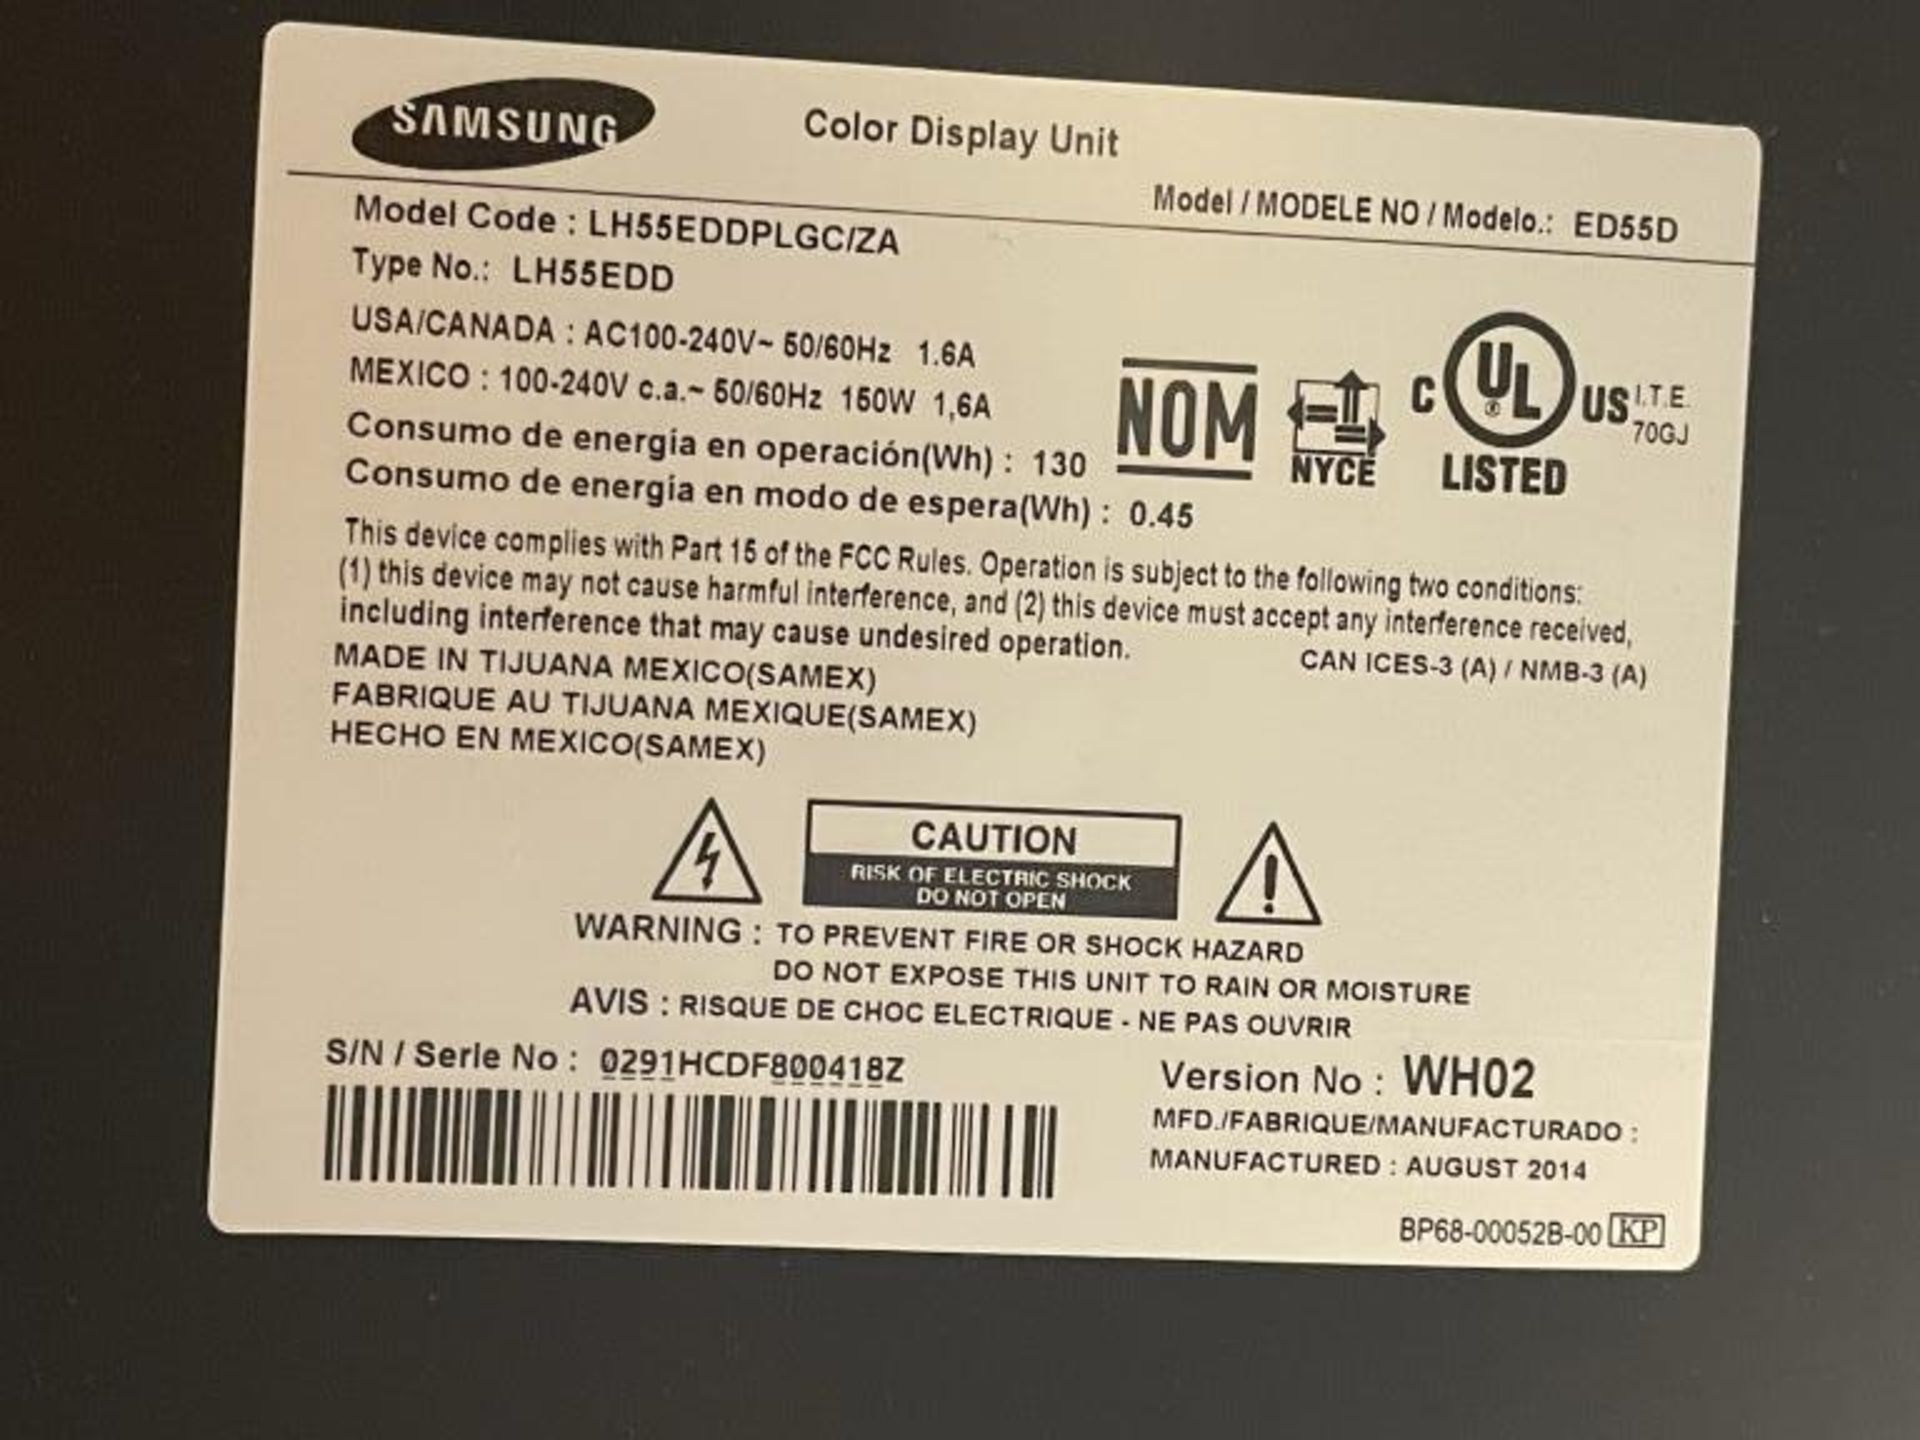 SAMSUNG
Color Display Unit
Model / MODELE NO / Modelo.: ED55D
Model Code : LH55EDDPLGC/ZA
Type No.: LH55EDD
USA/CANADA : AC100-240V~ 50/60Hz 1.6A
MEXICO : 100-240V c.a.~ 50/60Hz 150W 1,6A
Consumo de energía en operación(Wh) : 130
Consumo de energia en modo de espera(Wh) : 0.45
NOM
NYCE
C UL ® US
LISTED
I.T.E.
70GJ
This device complies with Part 15 of the FCC Rules. Operation is subject to the following two conditions:
(1) this device may not cause harmful interference, and (2) this device must accept any interference received,
including interference that may cause undesired operation.
CAN ICES-3 (A) / NMB-3 (A)
MADE IN TIJUANA MEXICO(SAMEX)
FABRIQUE AU TIJUANA MEXIQUE(SAMEX)
HECHO EN MEXICO(SAMEX)
CAUTION
RISK OF ELECTRIC SHOCK
DO NOT OPEN
WARNING : TO PREVENT FIRE OR SHOCK HAZARD
DO NOT EXPOSE THIS UNIT TO RAIN OR MOISTURE
AVIS : RISQUE DE CHOC ELECTRIQUE - NE PAS OUVRIR
S/N / Serie No : 0291HCDF800418Z
Version No : WH02
MFD./FABRIQUE/MANUFACTURADO :
MANUFACTURED : AUGUST 2014
BP68-00052B-00 KP